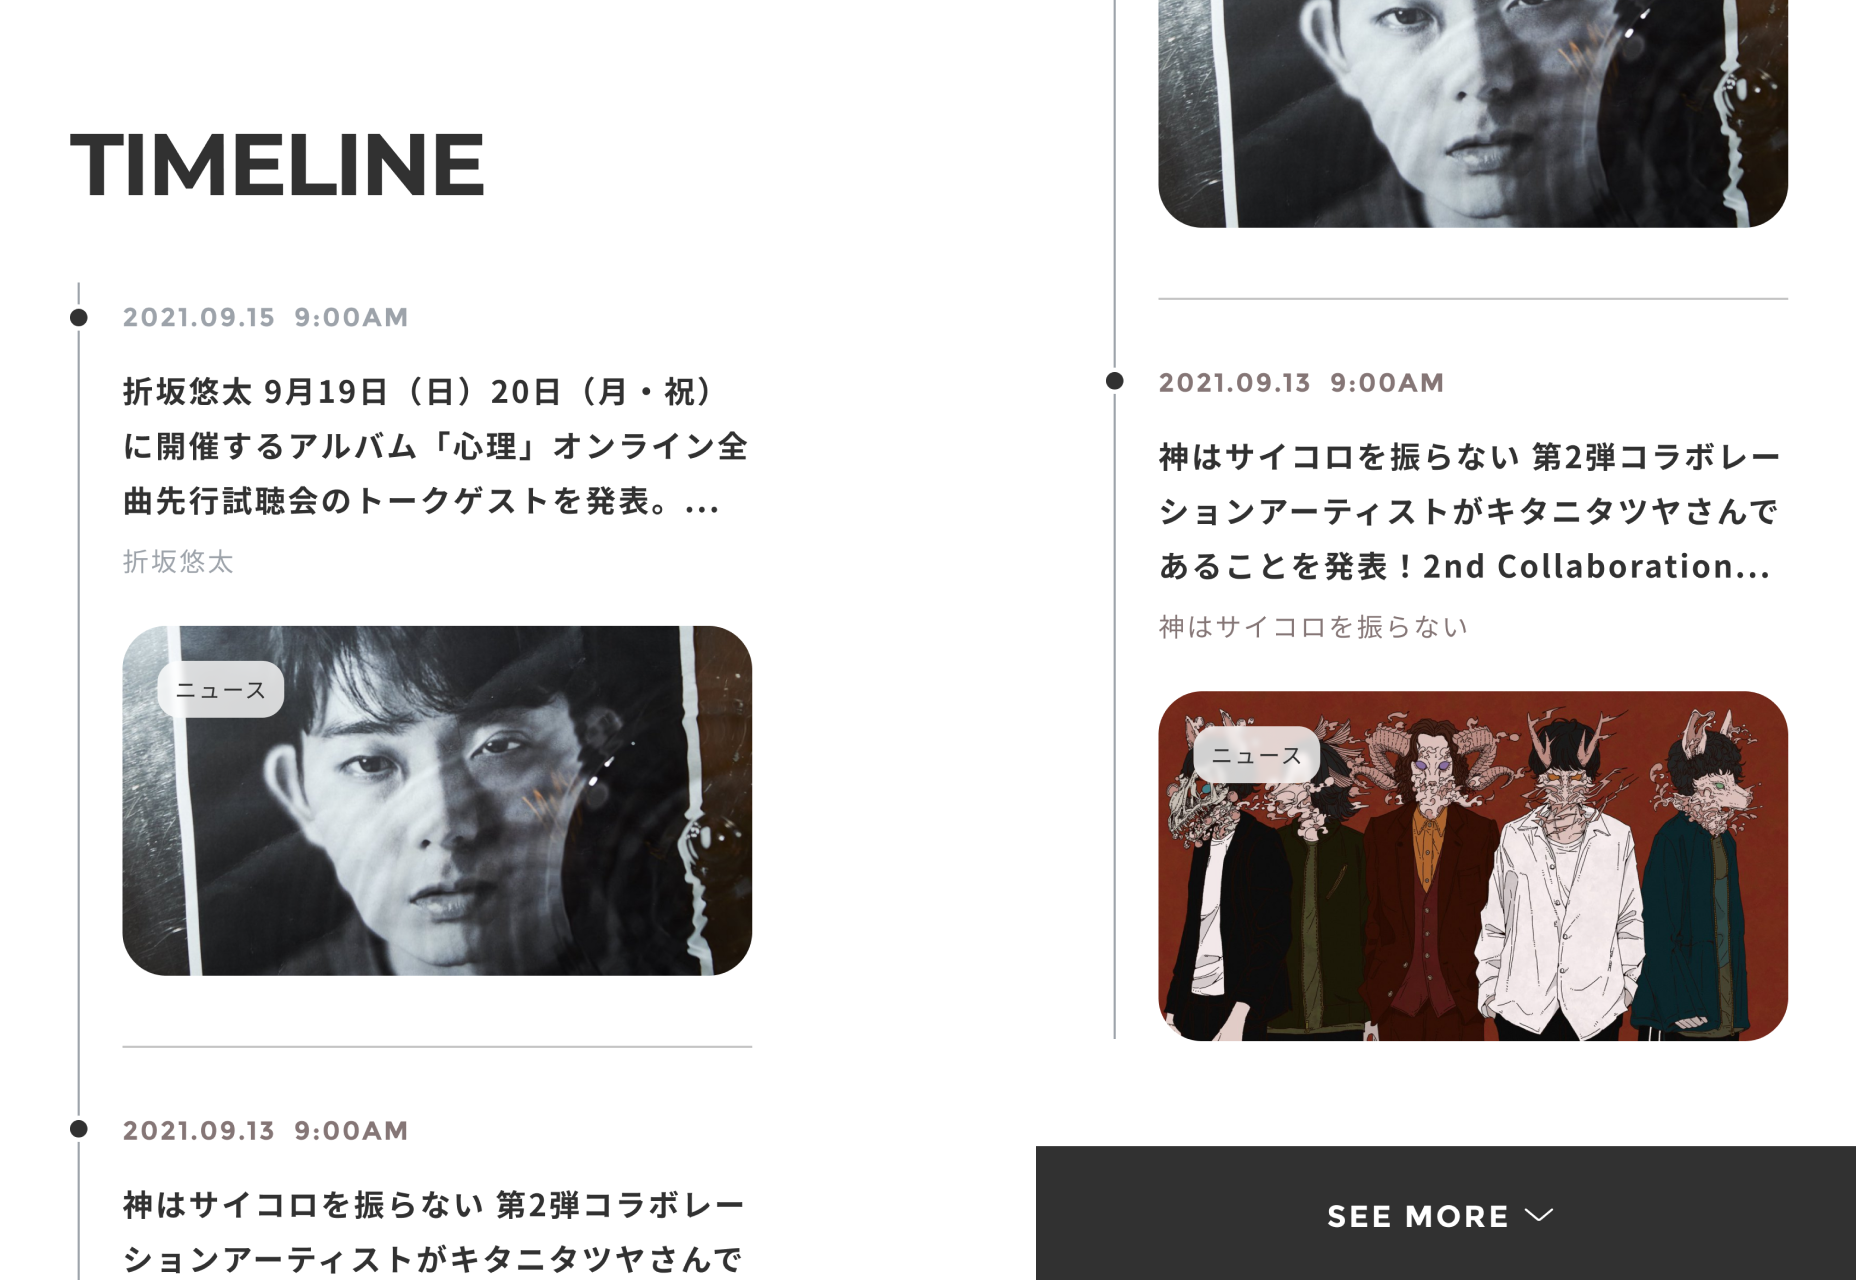 TIMELINE
2021.09.15 9:00AM
折坂悠太 9月19日（日）20日（月・祝）
に開催するアルバム「心理」オンライン全
曲先行試聴会のトークゲストを発表。...
折坂悠太
ニュース
2021.09.13 9:00AM
神はサイコロを振らない 第2弾コラボレー
ションアーティストがキタニタツヤさんで
2021.09.13 9:00AM
神はサイコロを振らない 第2弾コラボレー
ションアーティストがキタニタツヤさんで
あることを発表！2nd Collaboration...
神はサイコロを振らない
ニュース
SEE MORE